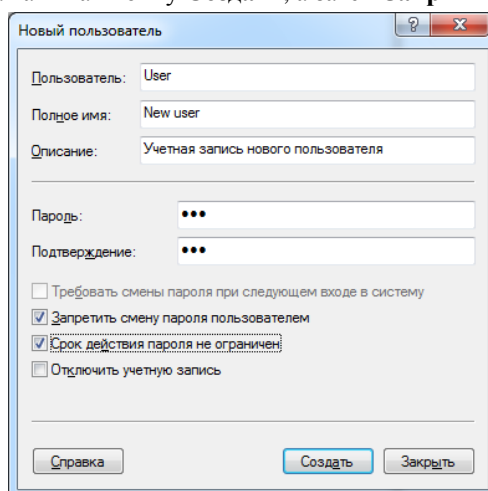 Новый пользователь
Пользователь: User
Полное имя: New user
Описание: Учетная запись нового пользователя
Пароль: •••
Подтверждение: •••
Требовать смены пароля при следующем входе в систему
Запретить смену пароля пользователем
Срок действия пароля не ограничен
Отключить учетную запись
Справка Создать Закрыть